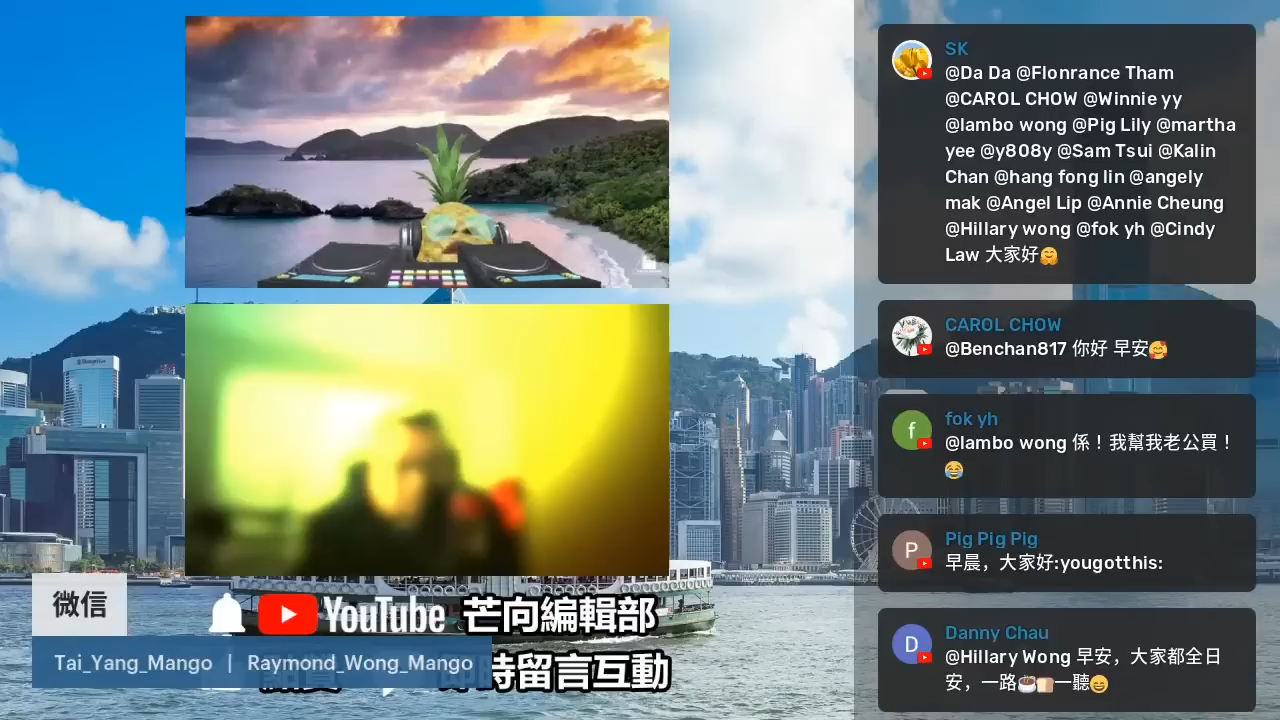 SK
@Da Da @Flonrance Tham
@CAROL CHOW @Winnie yy
@lambo wong @Pig Lily @martha
yee @y808y @Sam Tsui @Kalin
Chan @hang fong lin @angely
mak @Angel Lip @Annie Cheung
@Hillary wong @fok yh @Cindy
Law 大家好🤗
CAROL CHOW
@Benchan817 你好 早安🥰
fok yh
@lambo wong 係！我幫我老公買！
😂
Pig Pig Pig
早晨，大家好:yougotthis:
Danny Chau
@Hillary Wong 早安，大家都全日
安，一路☕🍞一聽😄
微信
YouTube 芒向編輯部
Tai_Yang_Mango | Raymond_Wong_Mango
時留言互動